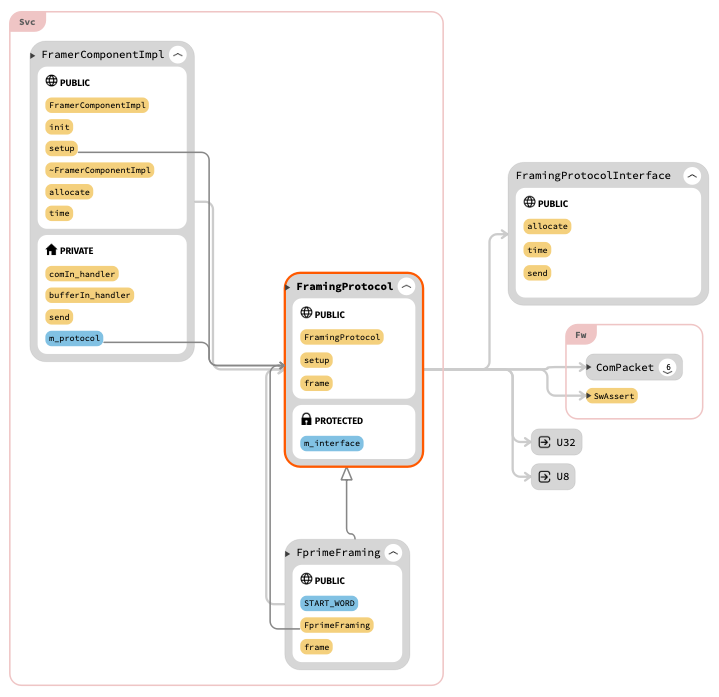 Svc
FramerComponentImpl
PUBLIC
FramerComponentImpl
init
setup
~FramerComponentImpl
allocate
time
PRIVATE
comIn_handler
bufferIn_handler
send
m_protocol
FramingProtocol
PUBLIC
FramingProtocol
setup
frame
PROTECTED
m_interface
FprimeFraming
PUBLIC
START_WORD
FprimeFraming
frame
FramingProtocolInterface
PUBLIC
allocate
time
send
Fw
ComPacket 6
SwAssert
U32
U8